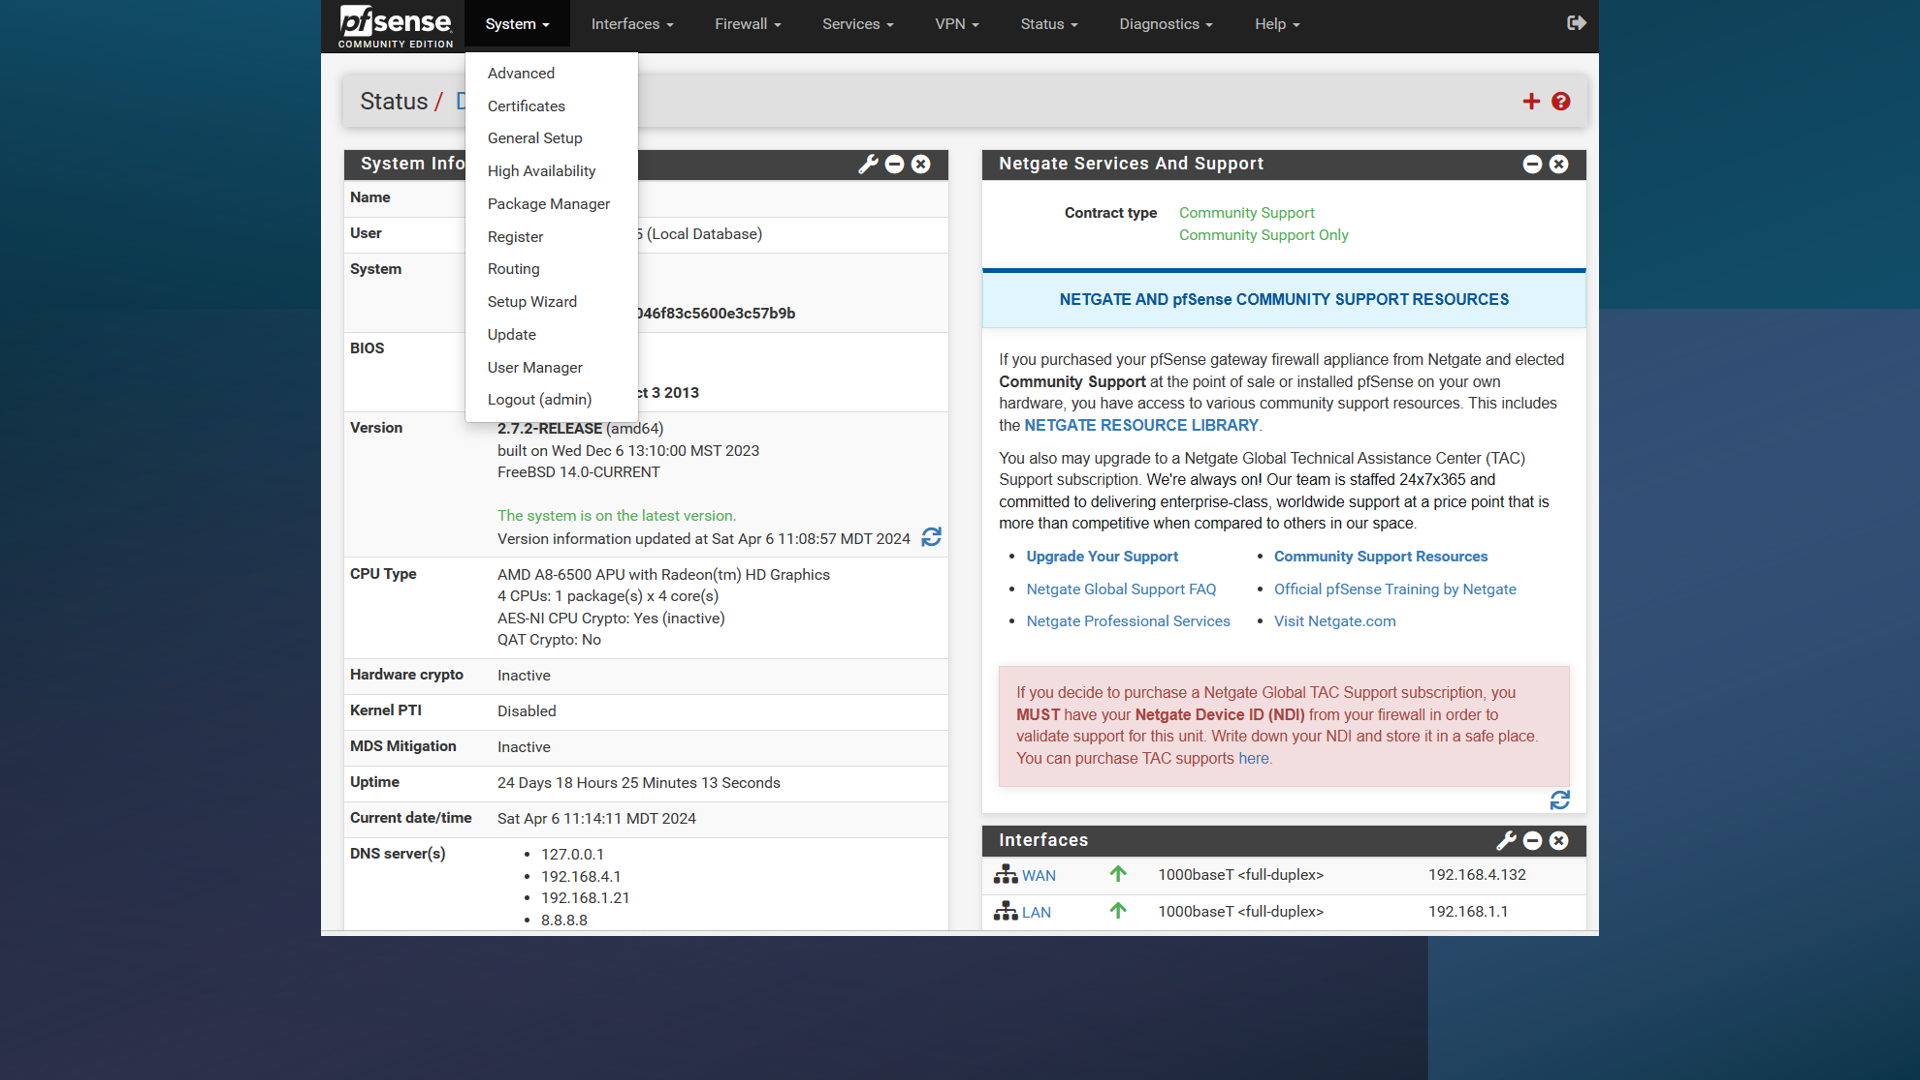 pfsense
COMMUNITY EDITION
System
Interfaces
Firewall
Services
VPN
Status
Diagnostics
Help
Advanced
Certificates
General Setup
High Availability
Package Manager
Register
Routing
Setup Wizard
Update
User Manager
Logout (admin)
Status /
System Info
Name
User
5 (Local Database)
System
046f83c5600e3c57b9b
BIOS
ct 3 2013
Version
2.7.2-RELEASE (amd64)
built on Wed Dec 6 13:10:00 MST 2023
FreeBSD 14.0-CURRENT
The system is on the latest version.
Version information updated at Sat Apr 6 11:08:57 MDT 2024
CPU Type
AMD A8-6500 APU with Radeon(tm) HD Graphics
4 CPUs: 1 package(s) x 4 core(s)
AES-NI CPU Crypto: Yes (inactive)
QAT Crypto: No
Hardware crypto
Inactive
Kernel PTI
Disabled
MDS Mitigation
Inactive
Uptime
24 Days 18 Hours 25 Minutes 13 Seconds
Current date/time
Sat Apr 6 11:14:11 MDT 2024
DNS server(s)
127.0.0.1
192.168.4.1
192.168.1.21
8.8.8.8
Netgate Services And Support
Contract type
Community Support
Community Support Only
NETGATE AND pfSense COMMUNITY SUPPORT RESOURCES
If you purchased your pfSense gateway firewall appliance from Netgate and elected
Community Support at the point of sale or installed pfSense on your own
hardware, you have access to various community support resources. This includes
the NETGATE RESOURCE LIBRARY.
You also may upgrade to a Netgate Global Technical Assistance Center (TAC)
Support subscription. We're always on! Our team is staffed 24x7x365 and
committed to delivering enterprise-class, worldwide support at a price point that is
more than competitive when compared to others in our space.
Upgrade Your Support
Community Support Resources
Netgate Global Support FAQ
Official pfSense Training by Netgate
Netgate Professional Services
Visit Netgate.com
If you decide to purchase a Netgate Global TAC Support subscription, you
MUST have your Netgate Device ID (NDI) from your firewall in order to
validate support for this unit. Write down your NDI and store it in a safe place.
You can purchase TAC supports here.
Interfaces
WAN
1000baseT <full-duplex>
192.168.4.132
LAN
1000baseT <full-duplex>
192.168.1.1